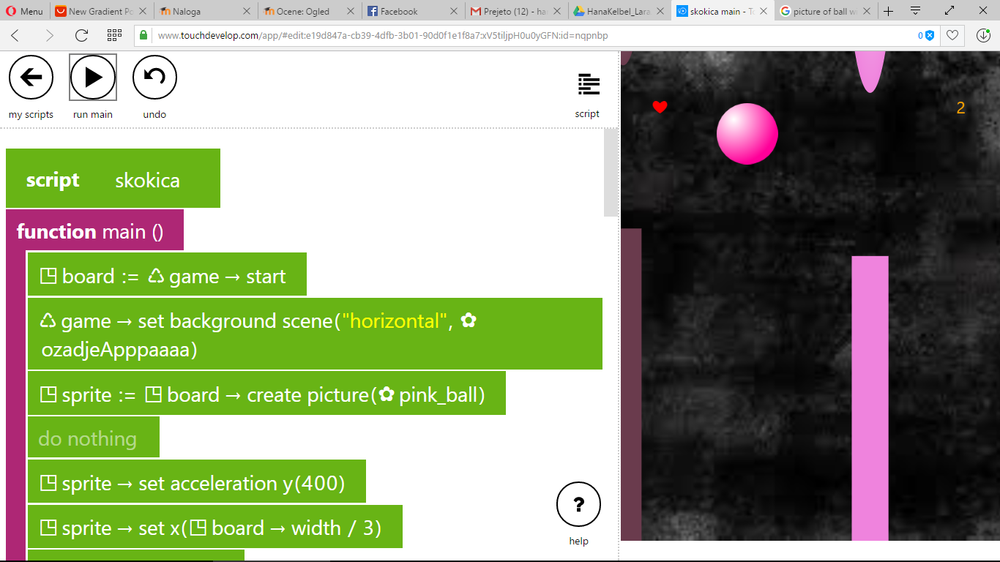 Menu
New Gradient Po
Naloga
Ocene: Ogled
Facebook
Prejeto (12) - ha
HanaKelbel_Lara
skokica main - To
picture of ball w
www.touchdevelop.com/app/#edit:e19d847a-cb39-4dfb-3b01-90d0f1e1f8a7:xV5tiljpH0u0yGFN:id=nqpnbp
0
my scripts
run main
undo
script
script skokica
function main ()
board := game → start
game → set background scene("horizontal",
ozadjeApppaaaa)
sprite := board → create picture( pink_ball)
do nothing
sprite → set acceleration y(400)
sprite → set x( board → width / 3)
?
help
2